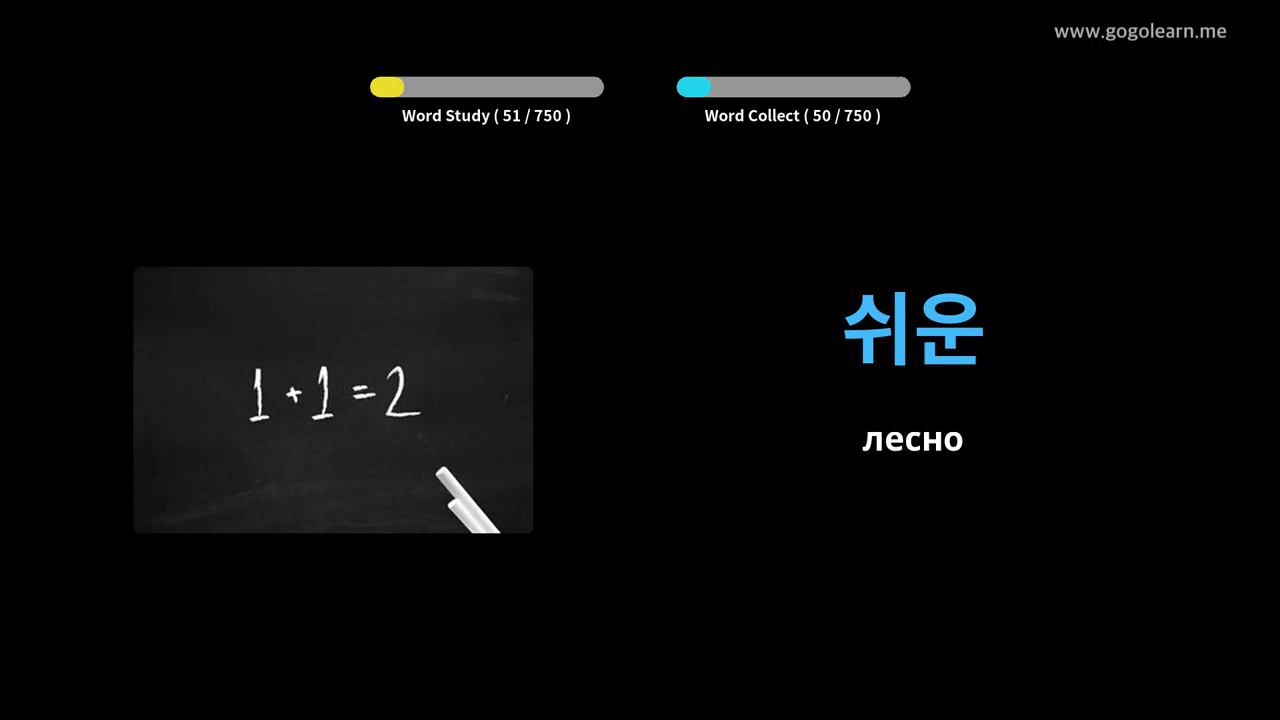 www.gogolearn.me
Word Study ( 51 / 750 )
Word Collect ( 50 / 750 )
1 + 1 = 2
쉬운
лесно